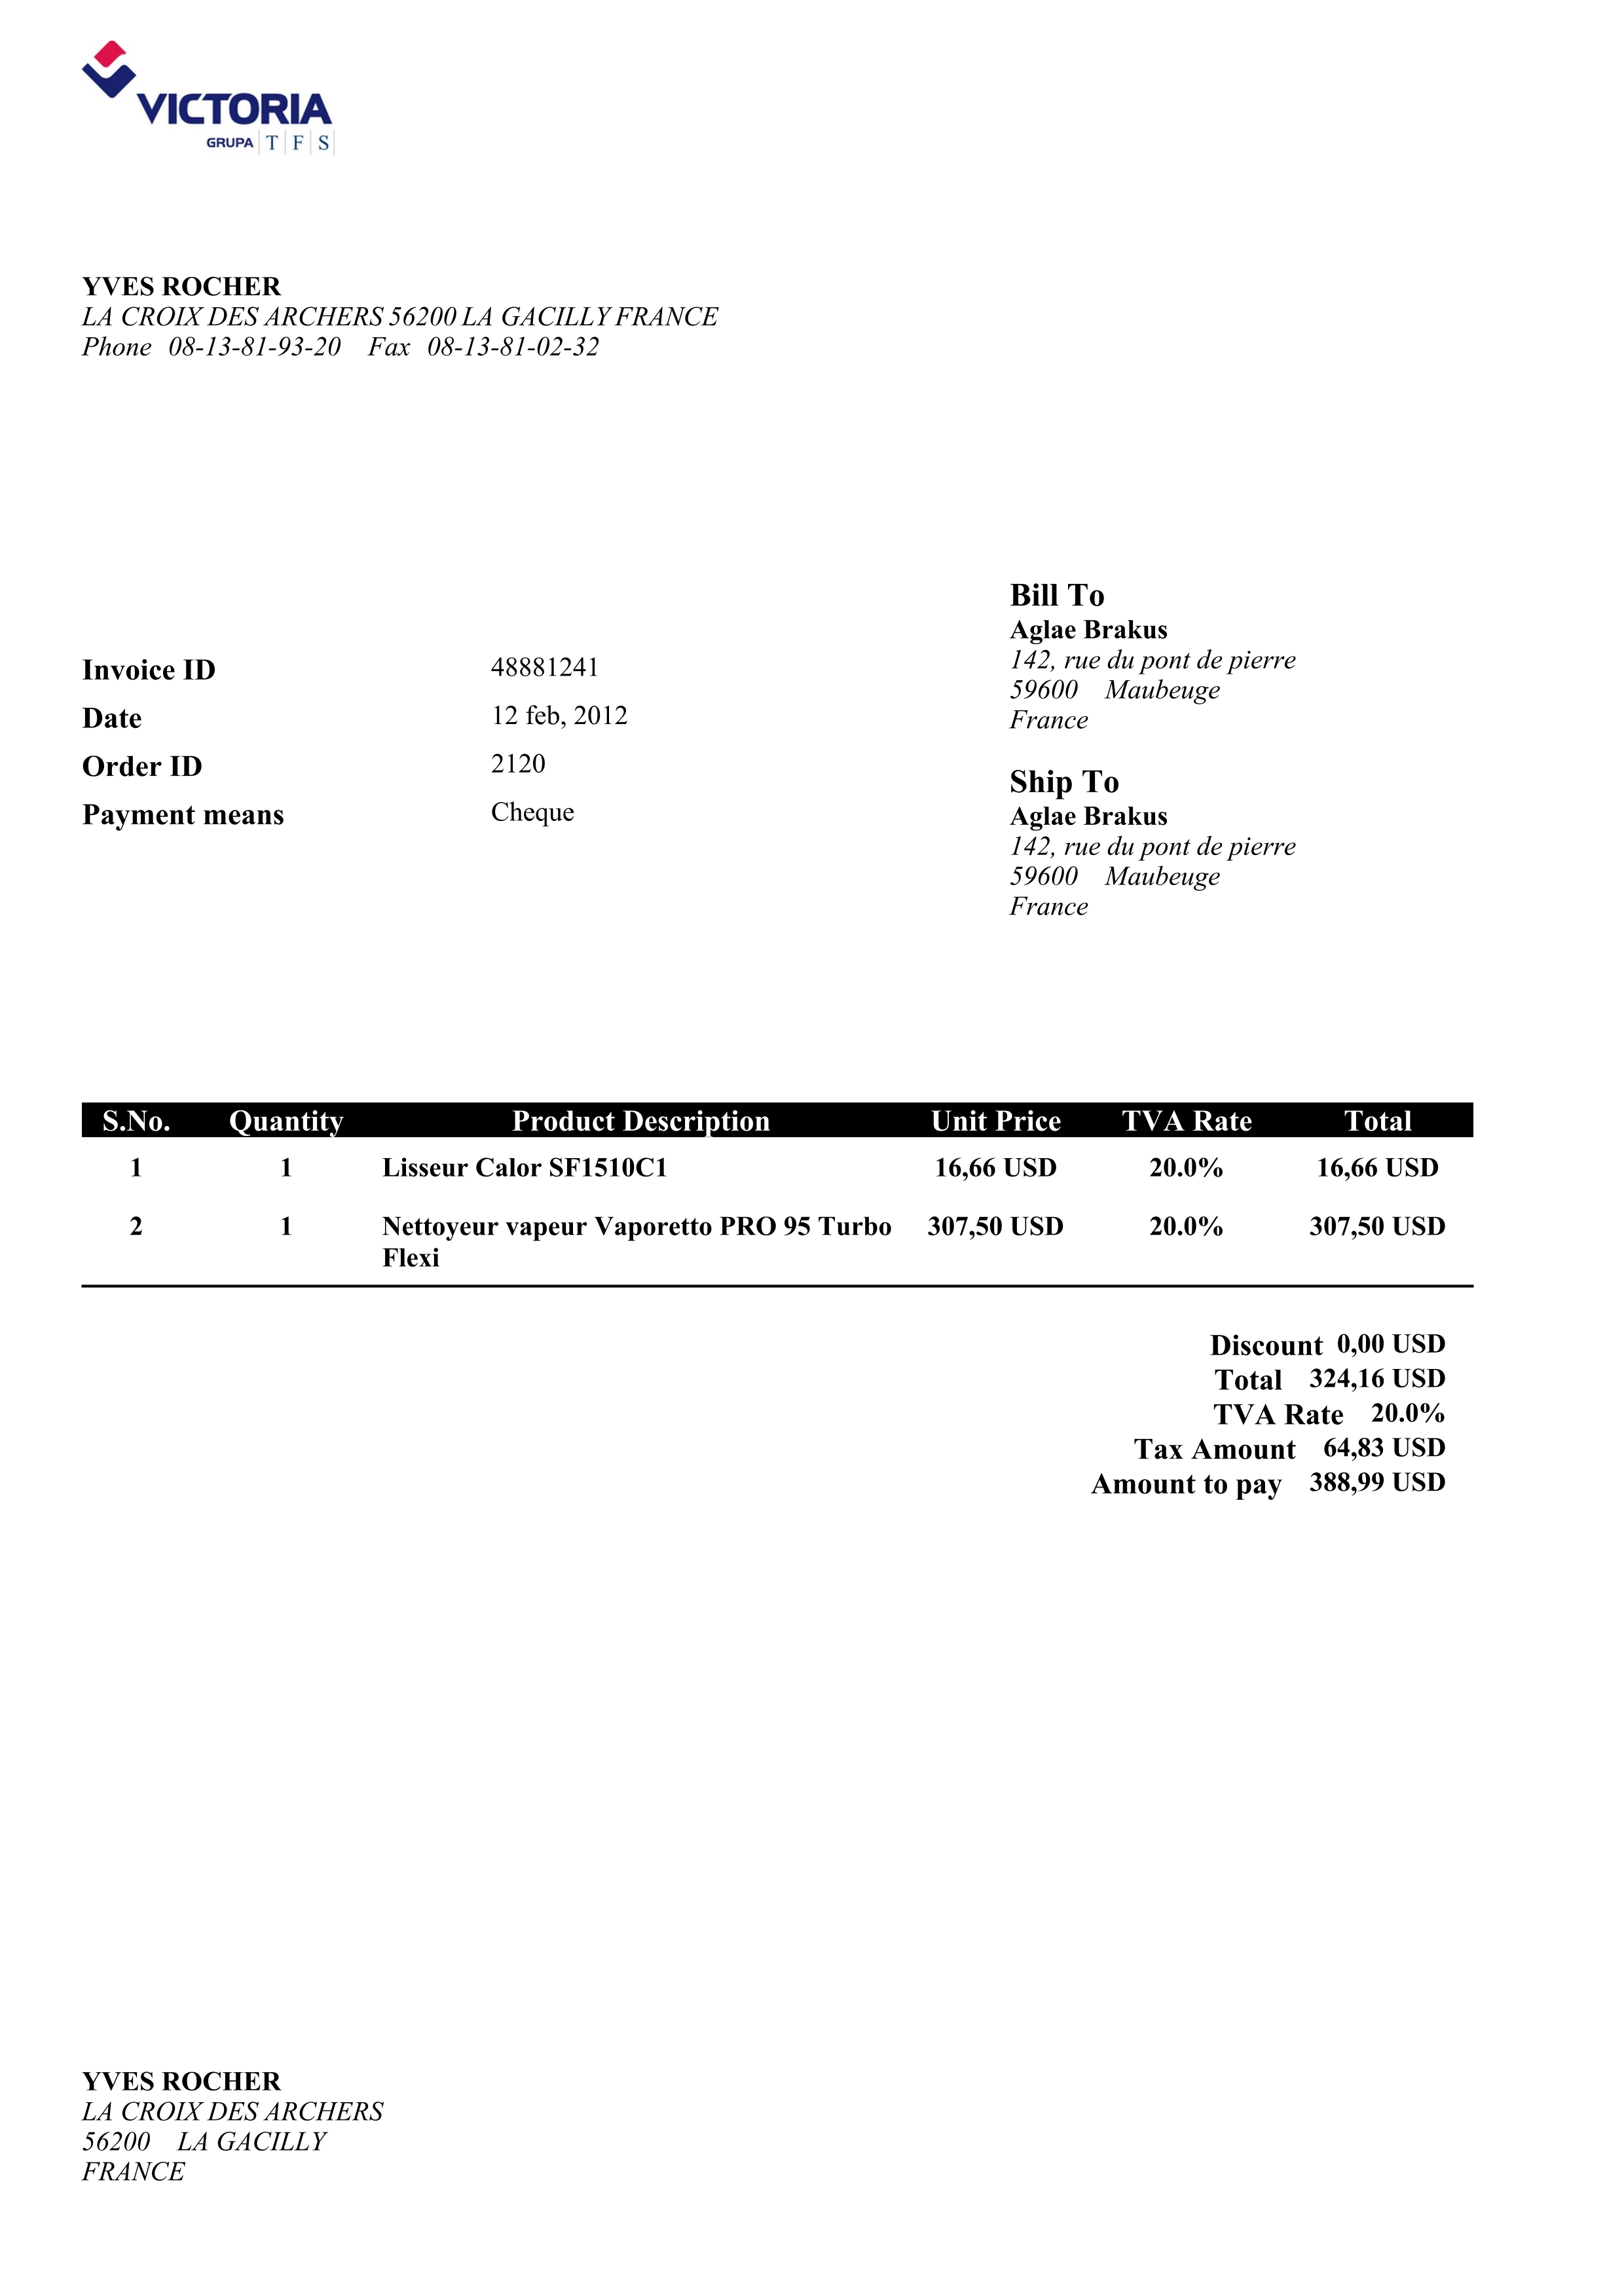 VICTORIA
GRUPA T F S
YVES ROCHER
LA CROIX DES ARCHERS 56200 LA GACILLY FRANCE
Phone 08-13-81-93-20 Fax 08-13-81-02-32
Bill To
Aglae Brakus
142, rue du pont de pierre
59600 Maubeuge
France
Invoice ID 48881241
Date 12 feb, 2012
Order ID 2120
Payment means Cheque
Ship To
Aglae Brakus
142, rue du pont de pierre
59600 Maubeuge
France
S.No. Quantity Product Description Unit Price TVA Rate Total
1 1 Lisseur Calor SF1510C1 16,66 USD 20.0% 16,66 USD
2 1 Nettoyeur vapeur Vaporetto PRO 95 Turbo 307,50 USD 20.0% 307,50 USD
Flexi
Discount 0,00 USD
Total 324,16 USD
TVA Rate 20.0%
Tax Amount 64,83 USD
Amount to pay 388,99 USD
YVES ROCHER
LA CROIX DES ARCHERS
56200 LA GACILLY
FRANCE